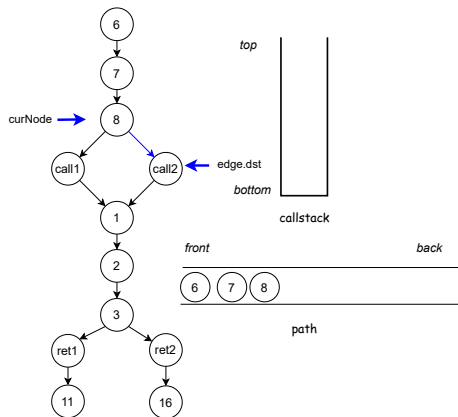 6
top
7
curNode
8
call1
call2
edge.dst
bottom
1
callstack
front
back
2
6
7
8
3
path
ret1
ret2
11
16